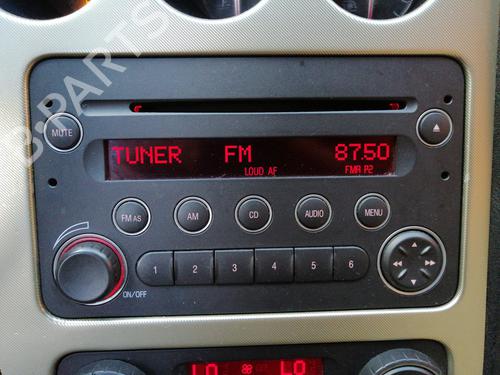 B-PARTS
MUTE
TUNER FM 87.50
LOUD AF FMA P2
FM AS AM CD AUDIO MENU
1 2 3 4 5 6
ON/OFF
LO LO